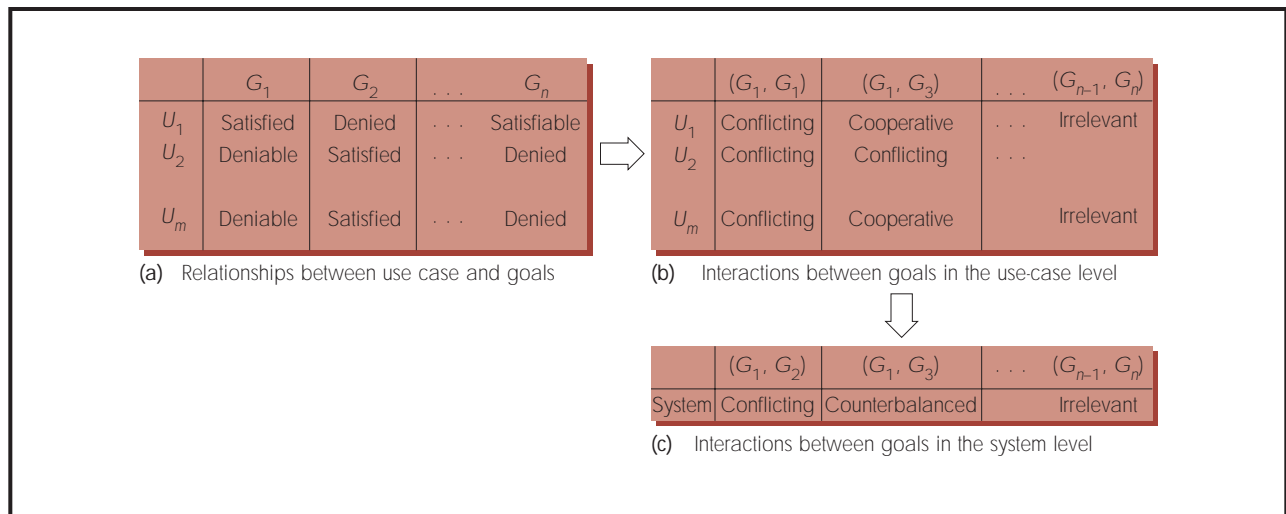 G1 G2 . . . Gn
U1 Satisfied Denied . . . Satisfiable
U2 Deniable Satisfied . . . Denied
Um Deniable Satisfied . . . Denied
(a) Relationships between use case and goals
(G1, G1) (G1, G3) . . . (Gn–1, Gn)
U1 Conflicting Cooperative . . . Irrelevant
U2 Conflicting Conflicting . . .
Um Conflicting Cooperative Irrelevant
(b) Interactions between goals in the use-case level
(G1, G2) (G1, G3) . . . (Gn–1, Gn)
System Conflicting Counterbalanced Irrelevant
(c) Interactions between goals in the system level